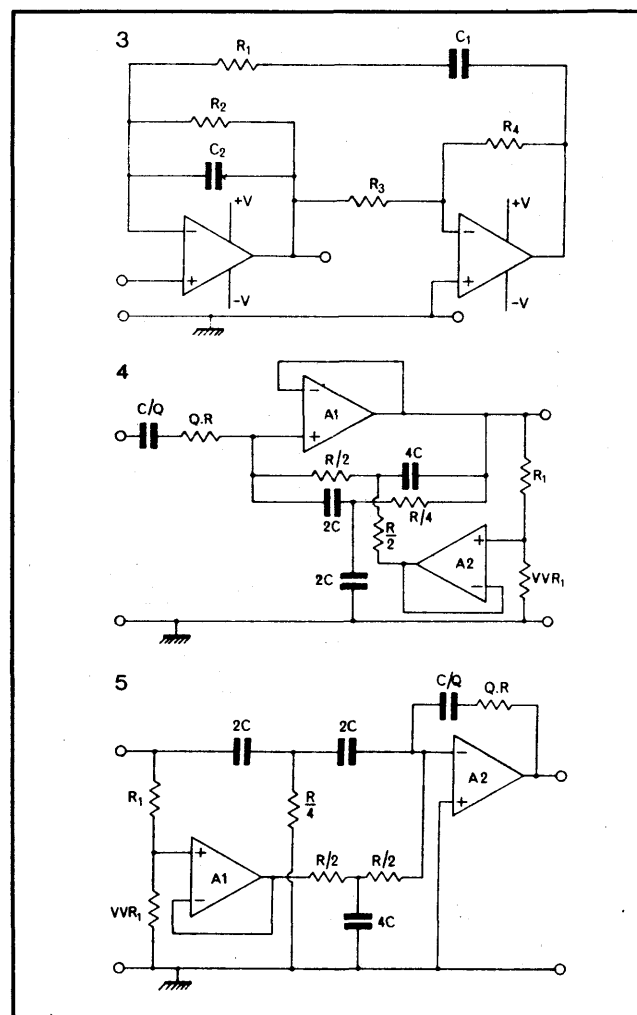 3
R1
C1
R2
C2
R3
R4
+V
-V
+V
-V
4
C/Q
Q.R
A1
R/2
4C
2C
R/4
R/2
2C
A2
R1
VVR1
5
C/Q
Q.R
2C
2C
R1
R/4
A1
R/2
R/2
4C
VVR1
A2